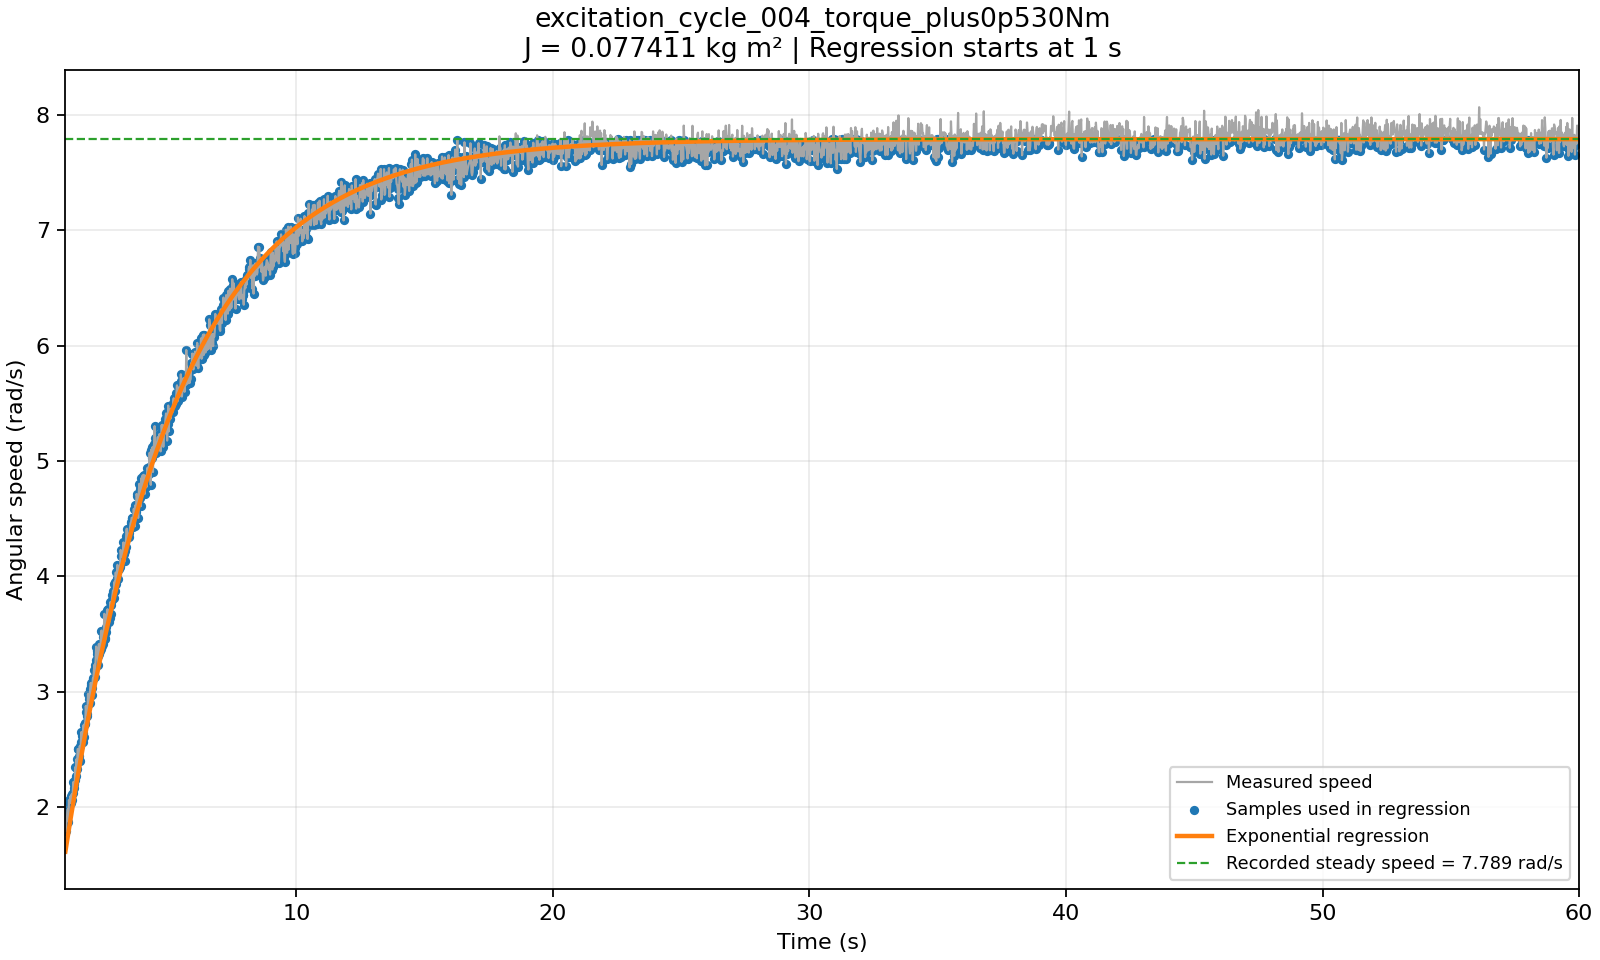 excitation_cycle_004_torque_plus0p530Nm
J = 0.077411 kg m² | Regression starts at 1 s
Angular speed (rad/s)
8
7
6
5
4
3
2
Measured speed
Samples used in regression
Exponential regression
Recorded steady speed = 7.789 rad/s
10 20 30 40 50 60
Time (s)